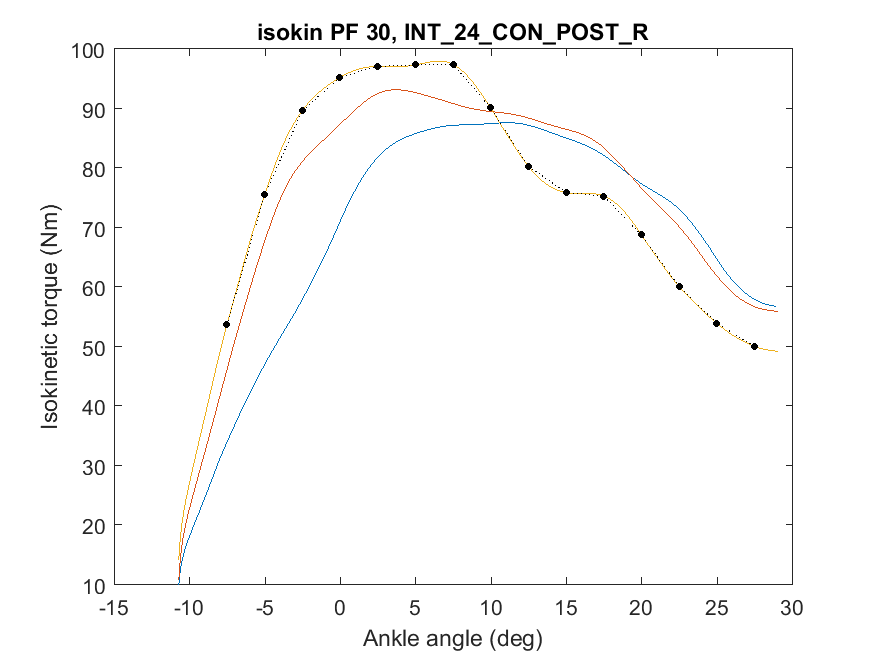 isokin PF 30, INT_24_CON_POST_R
100
90
80
70
60
50
40
30
20
10
Isokinetic torque (Nm)
-15 -10 -5 0 5 10 15 20 25 30
Ankle angle (deg)